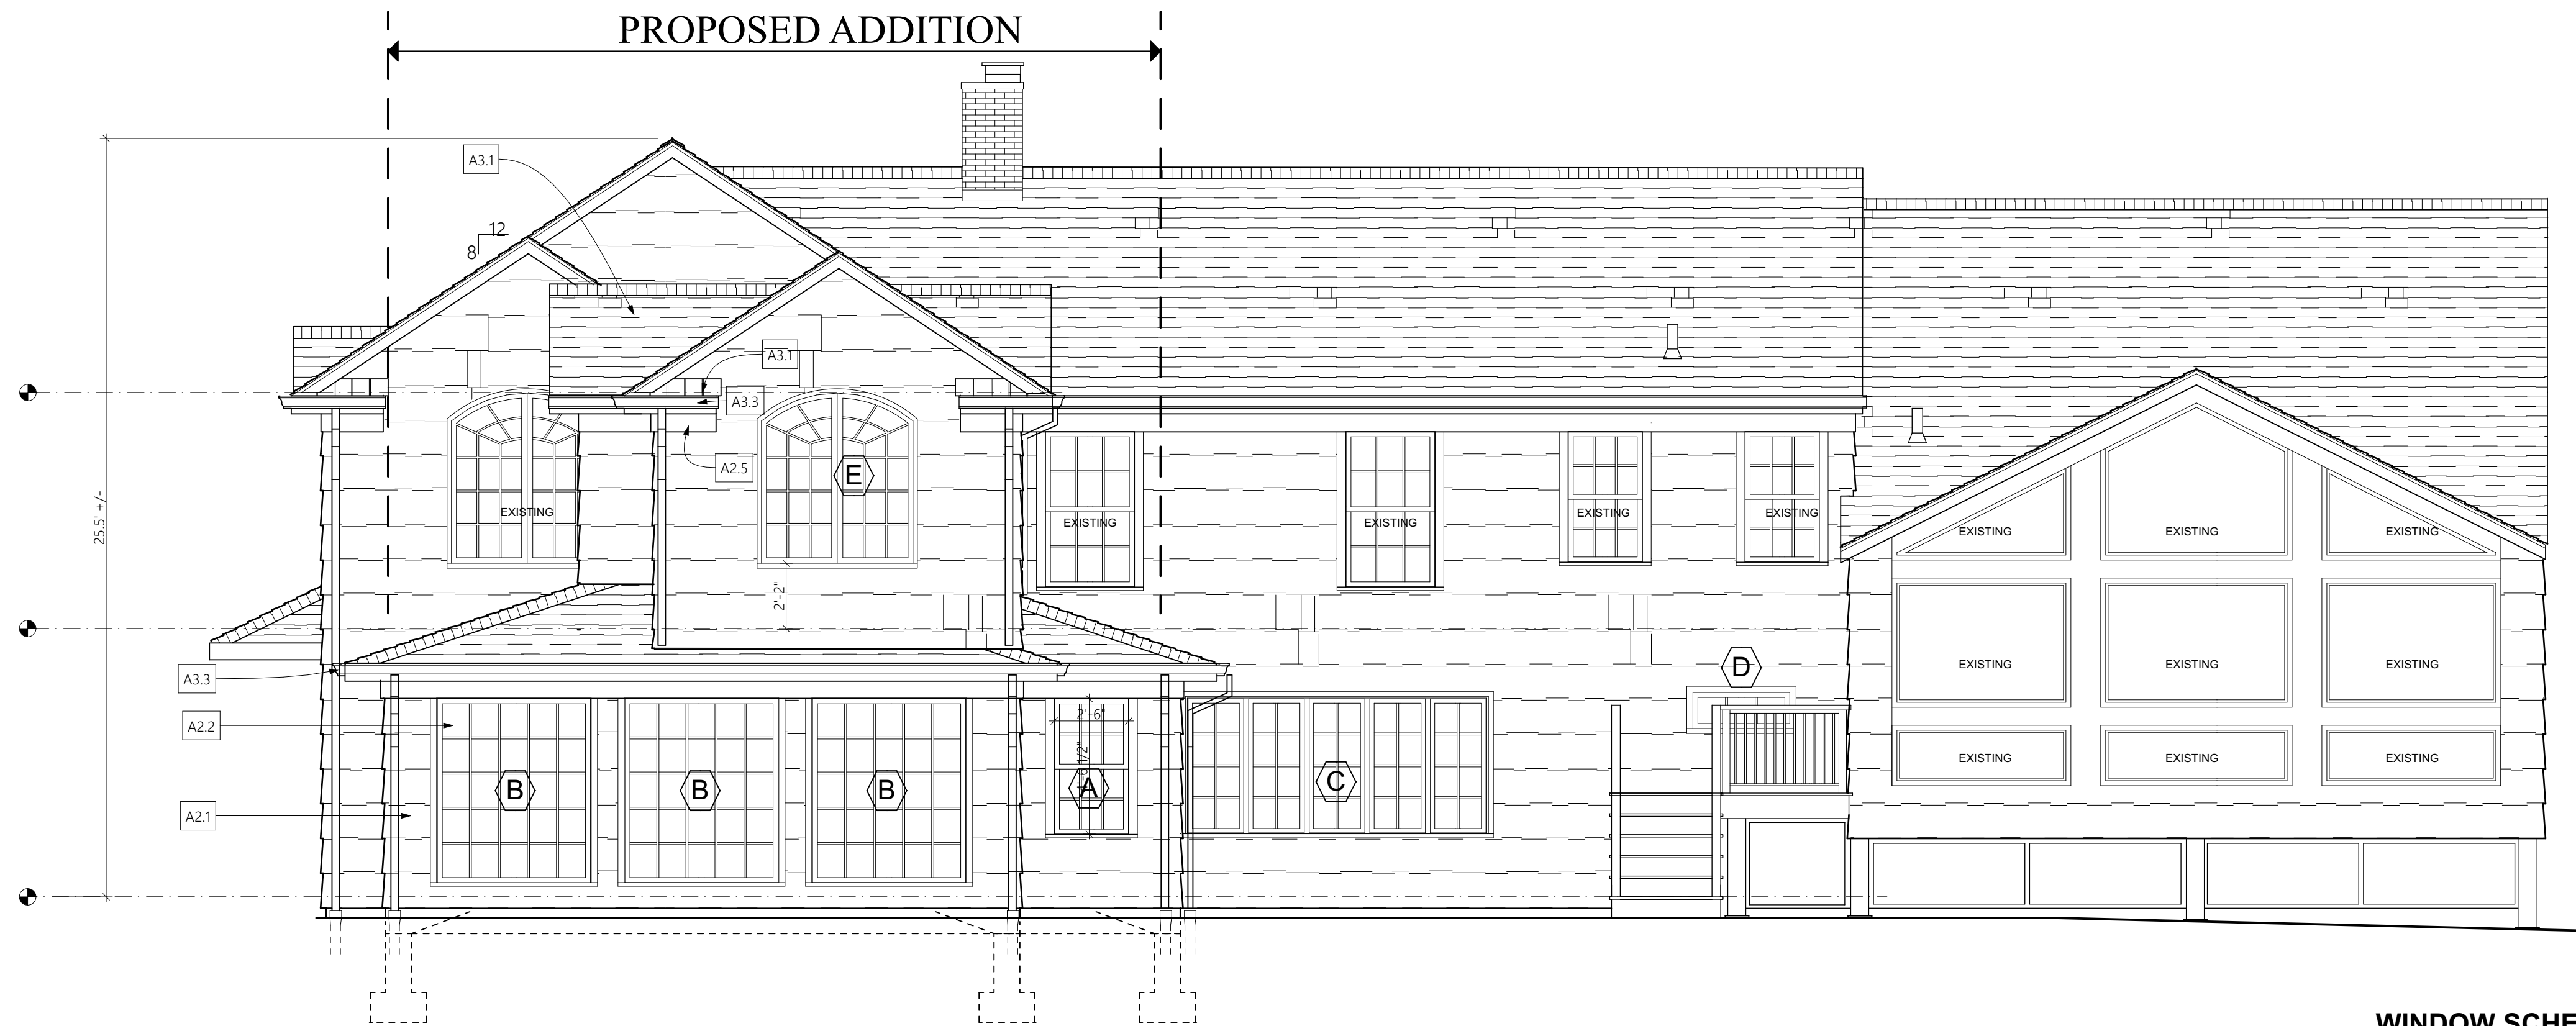 PROPOSED ADDITION
A3.1
12
8
A3.1
A3.3
A2.5
E
EXISTING
EXISTING
EXISTING
EXISTING
EXISTING
EXISTING
EXISTING
EXISTING
25.5' +/-
2'-2"
A3.3
D
EXISTING
EXISTING
EXISTING
A2.2
2'-6"
B
B
B
A
C
EXISTING
EXISTING
EXISTING
A2.1
WINDOW SCHE